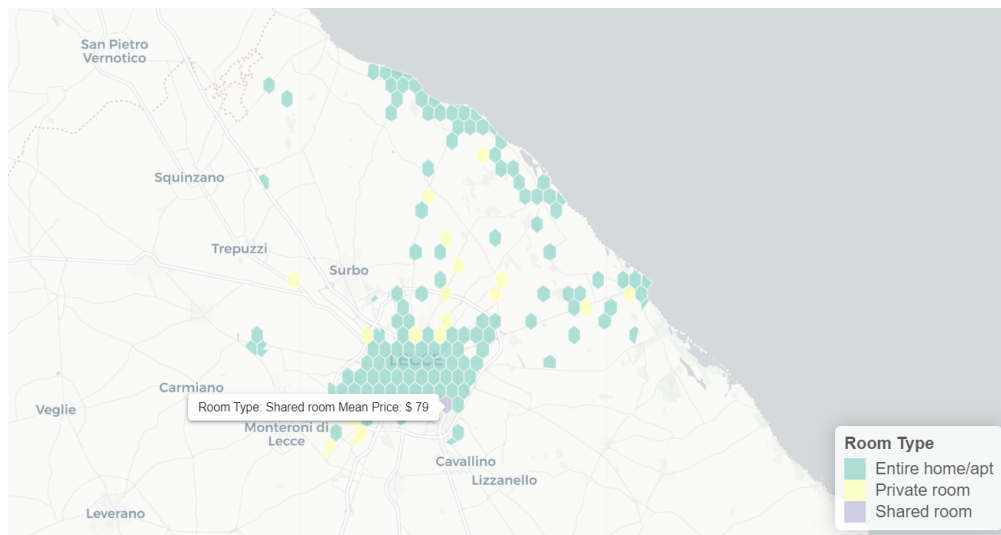 San Pietro
Vernotico
Squinzano
Trepuzzi
Surbo
LECCE
Carmiano
Room Type: Shared room Mean Price: $ 79
Veglie
Monteroni di
Lecce
Cavallino
Lizzanello
Leverano
Room Type
Entire home/apt
Private room
Shared room